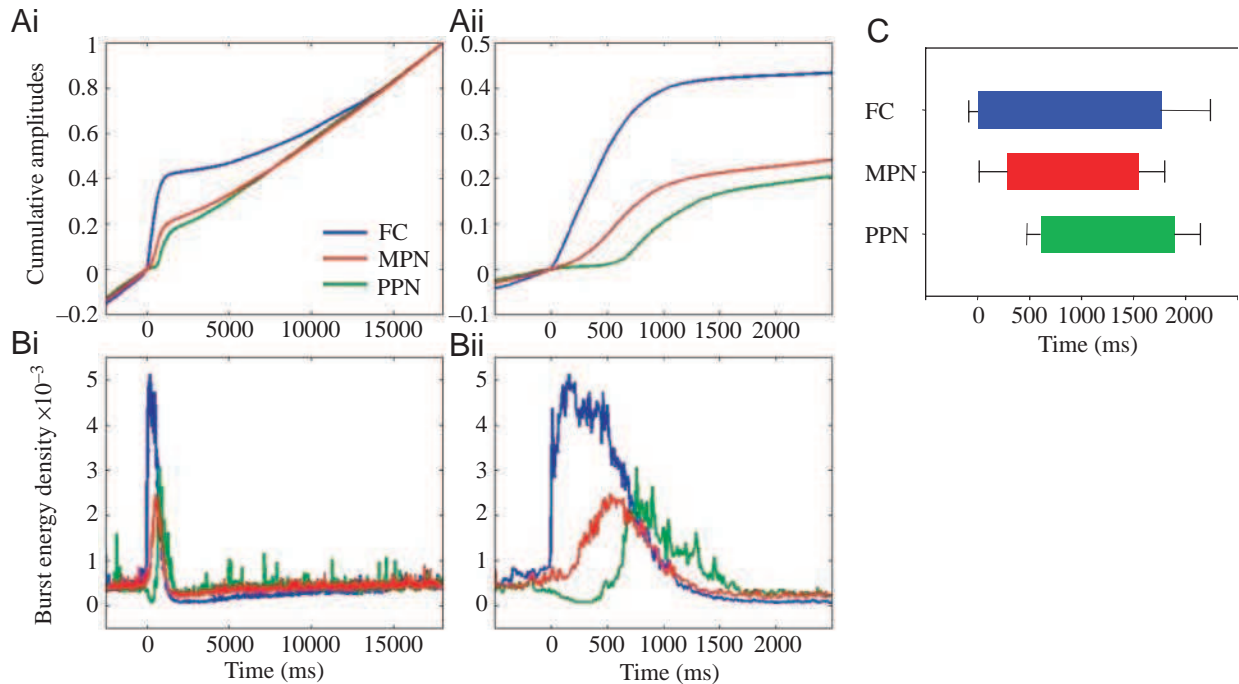 Ai
Aii
C
Cumulative amplitudes
1
0.8
0.6
0.4
0.2
0
–0.2
0 5000 10000 15000
FC
MPN
PPN
0.5
0.4
0.3
0.2
0.1
0
–0.1
0 500 1000 1500 2000
FC
MPN
PPN
0 500 1000 1500 2000
Time (ms)
Bi
Bii
Burst energy density ×10–3
5
4
3
2
1
0
0 5000 10000 15000
Time (ms)
5
4
3
2
1
0
0 500 1000 1500 2000
Time (ms)